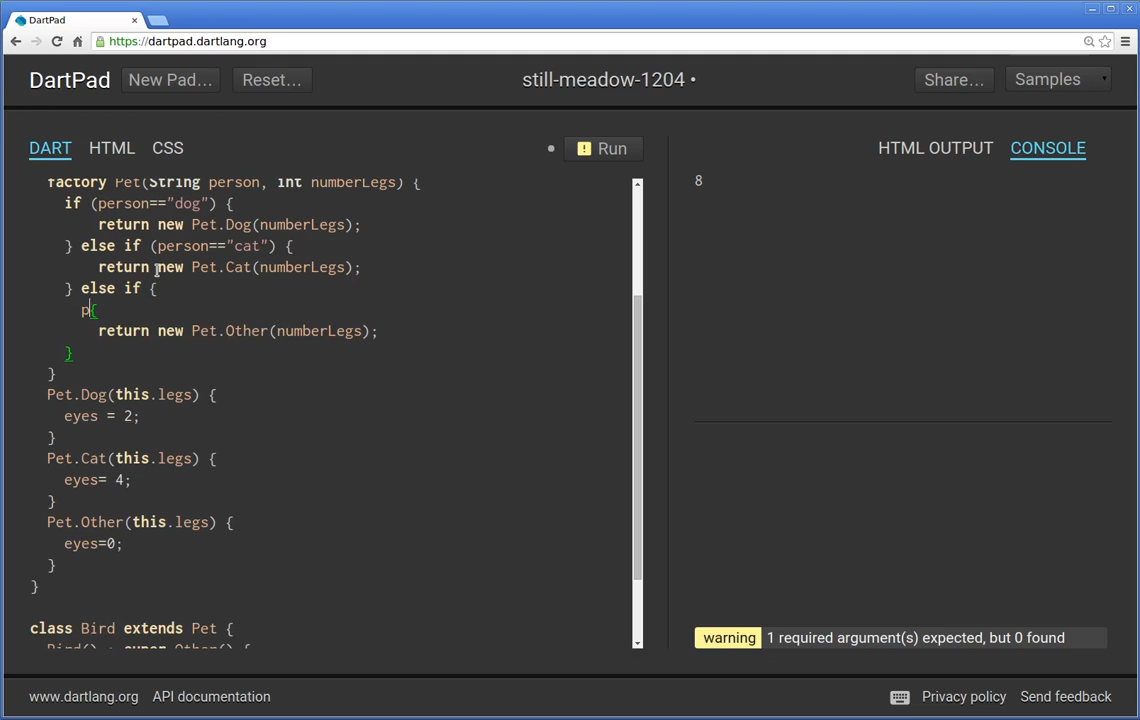 DartPad
https://dartpad.dartlang.org
DartPad New Pad... Reset... still-meadow-1204 • Share... Samples
DART HTML CSS Run HTML OUTPUT CONSOLE
factory Pet(String person, int numberLegs) {
if (person=="dog") {
return new Pet.Dog(numberLegs);
} else if (person=="cat") {
return new Pet.Cat(numberLegs);
} else if {
p{
return new Pet.Other(numberLegs);
}
}
Pet.Dog(this.legs) {
eyes = 2;
}
Pet.Cat(this.legs) {
eyes= 4;
}
Pet.Other(this.legs) {
eyes=0;
}
}
class Bird extends Pet {
Bird() : super.Other() {
8
warning 1 required argument(s) expected, but 0 found
www.dartlang.org API documentation Privacy policy Send feedback